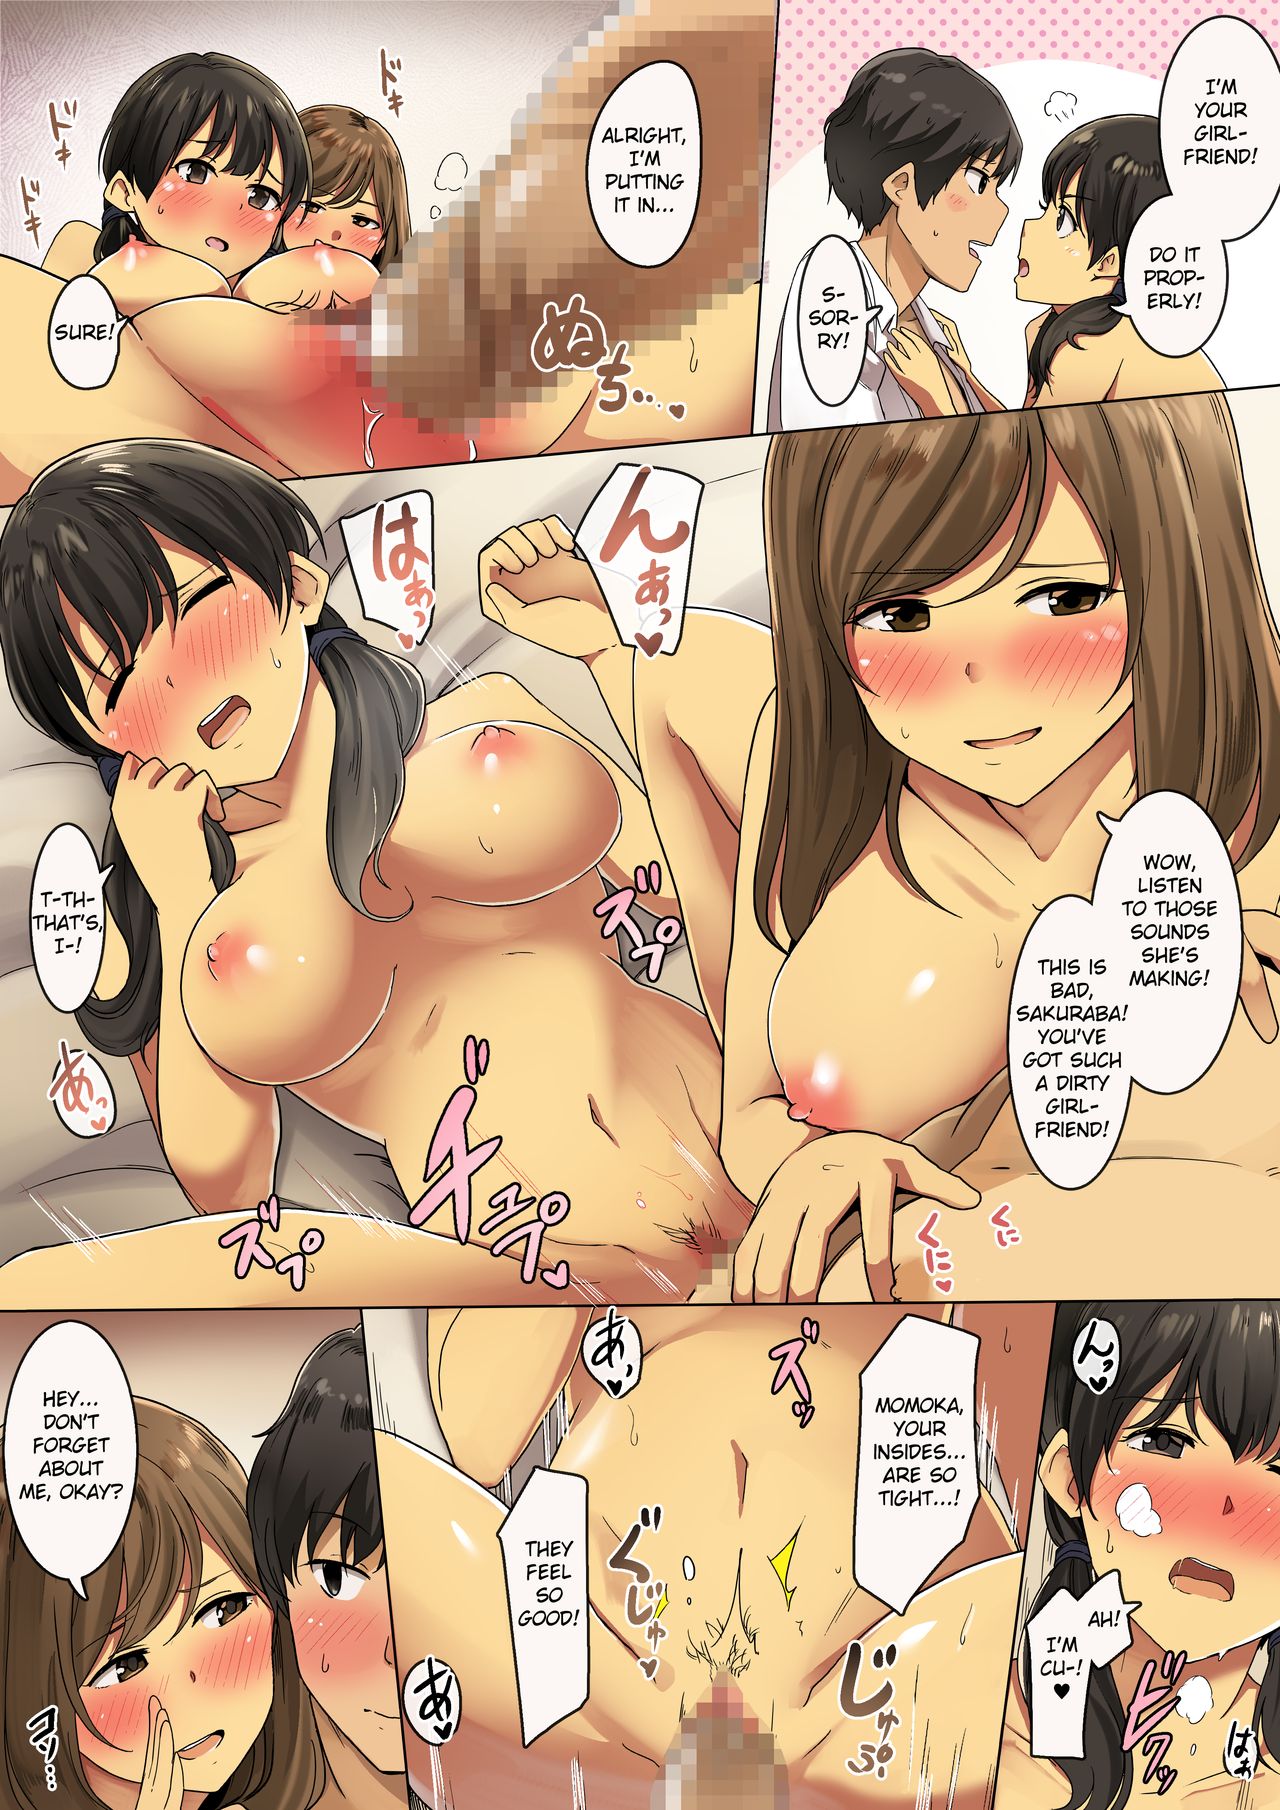 I'M
YOUR
GIRL-
FRIEND!
DO IT
PROP-
ERLY!
S-
SOR-
RY!
ALRIGHT,
I'M
PUTTING
IT IN...
SURE!
ドキ
ドキ
ぬち…♥
んあっ♥
はぁっ♥
WOW,
LISTEN
TO THOSE
SOUNDS
SHE'S
MAKING!
THIS IS
BAD,
SAKURABA!
YOU'VE
GOT SUCH
A DIRTY
GIRL-
FRIEND!
T-TH-
THAT'S,
I-!
ズプ
あっ♥
ズプ
チュプ♥
くに♥
くに
んっ♥
AH!
I'M
CU-!
♥
ビクッ
はぁ
MOMOKA,
YOUR
INSIDES...
ARE SO
TIGHT...!
ズッ
あっ♥
THEY
FEEL
SO
GOOD!
ぐじゅ♥
じゅぷ
あ♥
HEY...
DON'T
FORGET
ABOUT
ME, OKAY?
コソ…